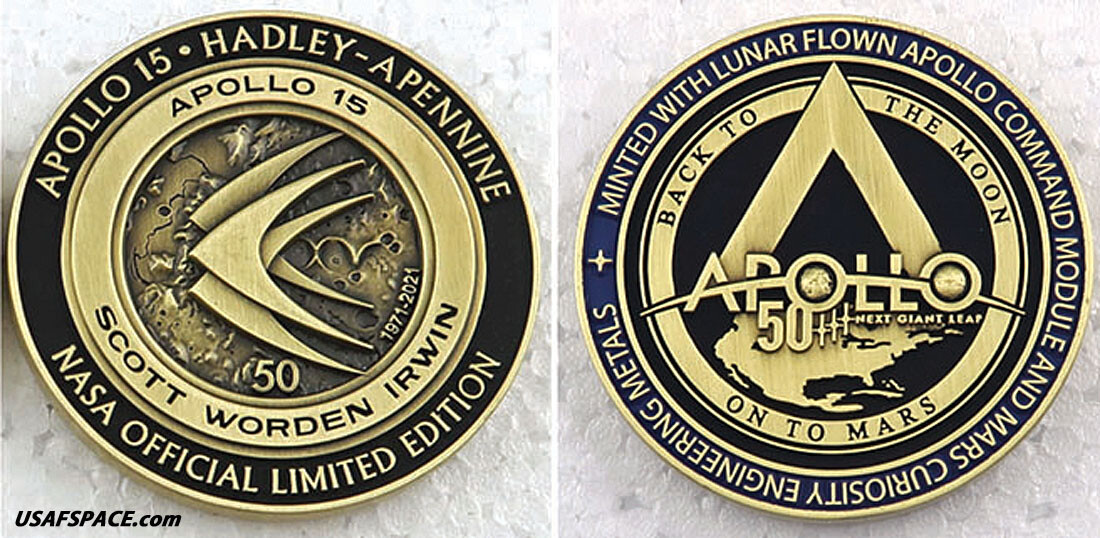 APOLLO 15 • HADLEY-APENNINE
APOLLO 15
1971-2021
50
SCOTT WORDEN IRWIN
NASA OFFICIAL LIMITED EDITION
USAFSPACE.com
MINTED WITH LUNAR FLOWN APOLLO COMMAND MODULE AND MARS CURIOSITY ENGINEERING METALS
BACK TO THE MOON
APOLLO
50TH
NEXT GIANT LEAP
ON TO MARS